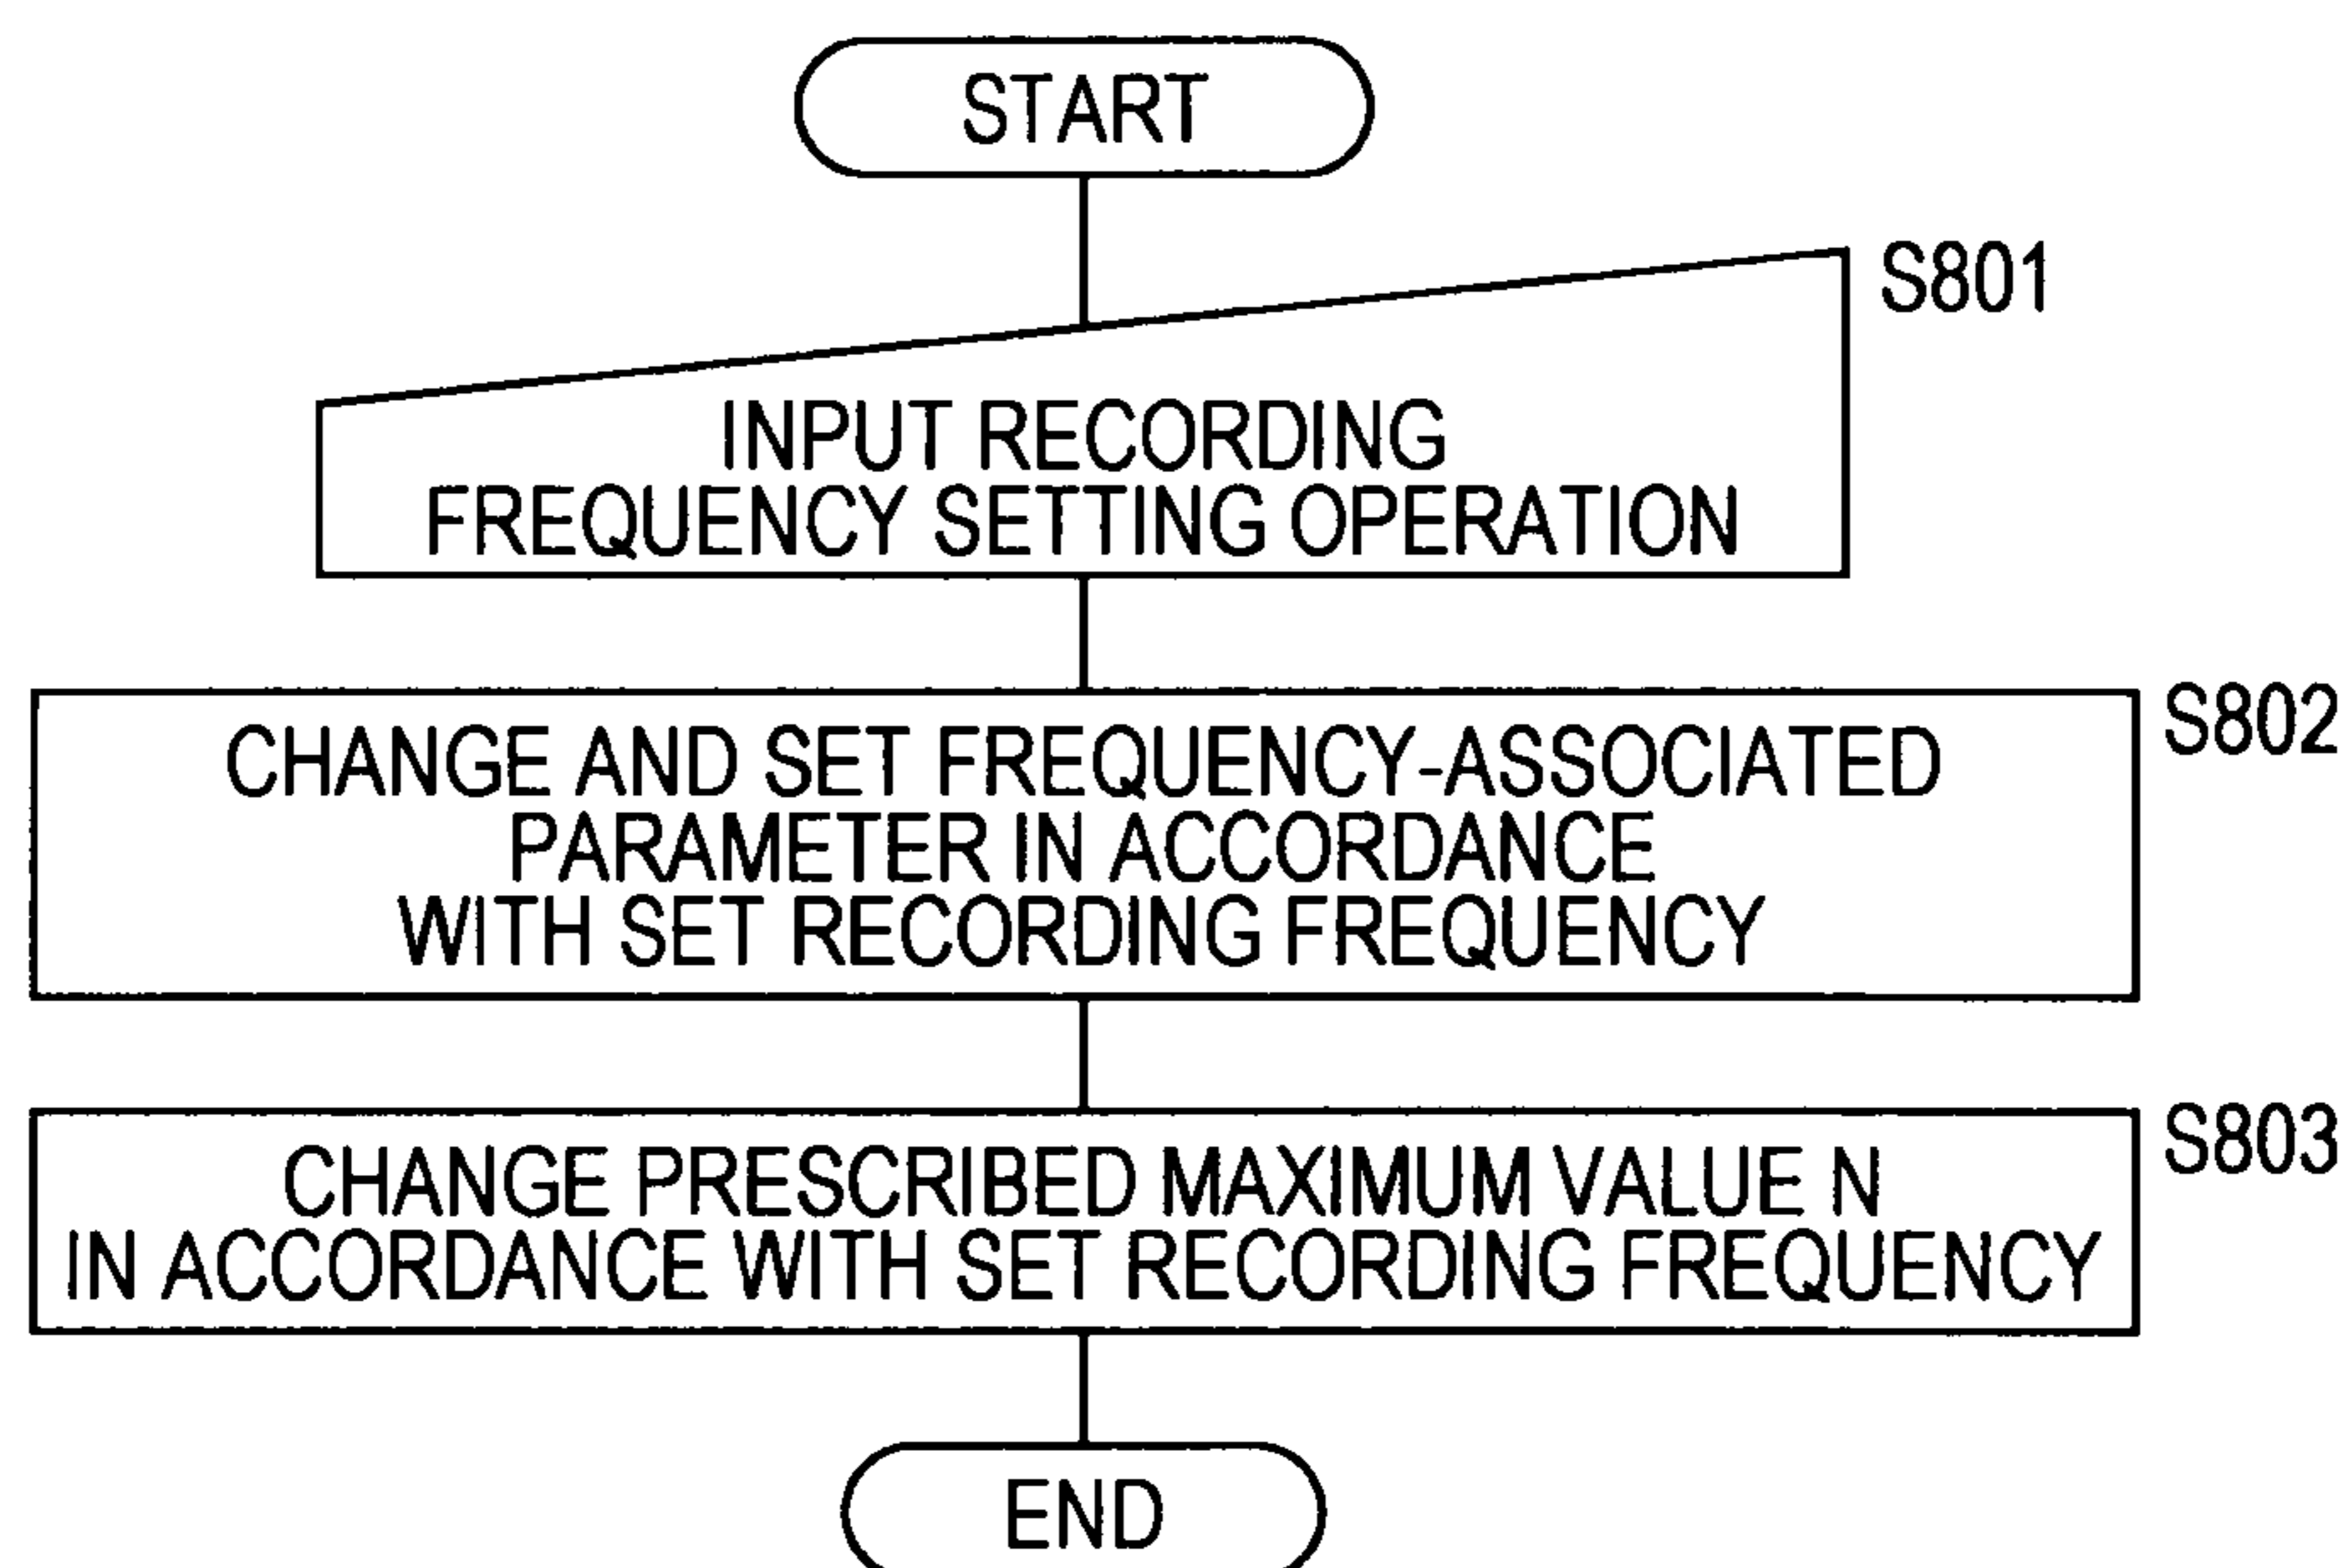 START
S801
INPUT RECORDING
FREQUENCY SETTING OPERATION
S802
CHANGE AND SET FREQUENCY-ASSOCIATED
PARAMETER IN ACCORDANCE
WITH SET RECORDING FREQUENCY
S803
CHANGE PRESCRIBED MAXIMUM VALUE N
IN ACCORDANCE WITH SET RECORDING FREQUENCY
END